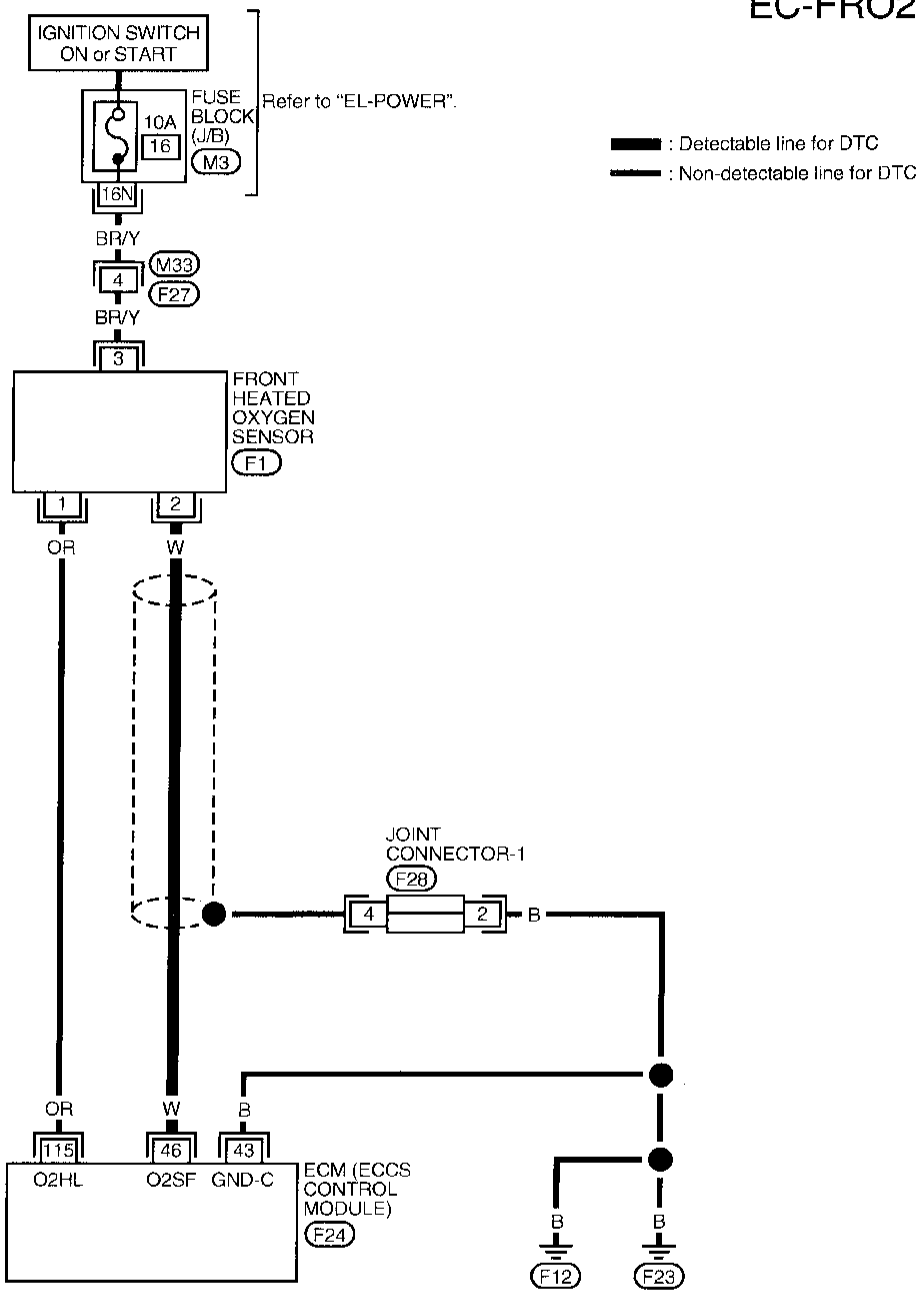 EC-FRO2
IGNITION SWITCH
ON or START
FUSE
BLOCK
(J/B)
M3
10A
16
Refer to "EL-POWER".
16N
: Detectable line for DTC
: Non-detectable line for DTC
BR/Y
4
M33
F27
BR/Y
3
FRONT
HEATED
OXYGEN
SENSOR
F1
1
2
OR
W
JOINT
CONNECTOR-1
F28
4
2
B
OR
W
B
115
46
43
O2HL
O2SF
GND-C
ECM (ECCS
CONTROL
MODULE)
F24
B
B
F12
F23